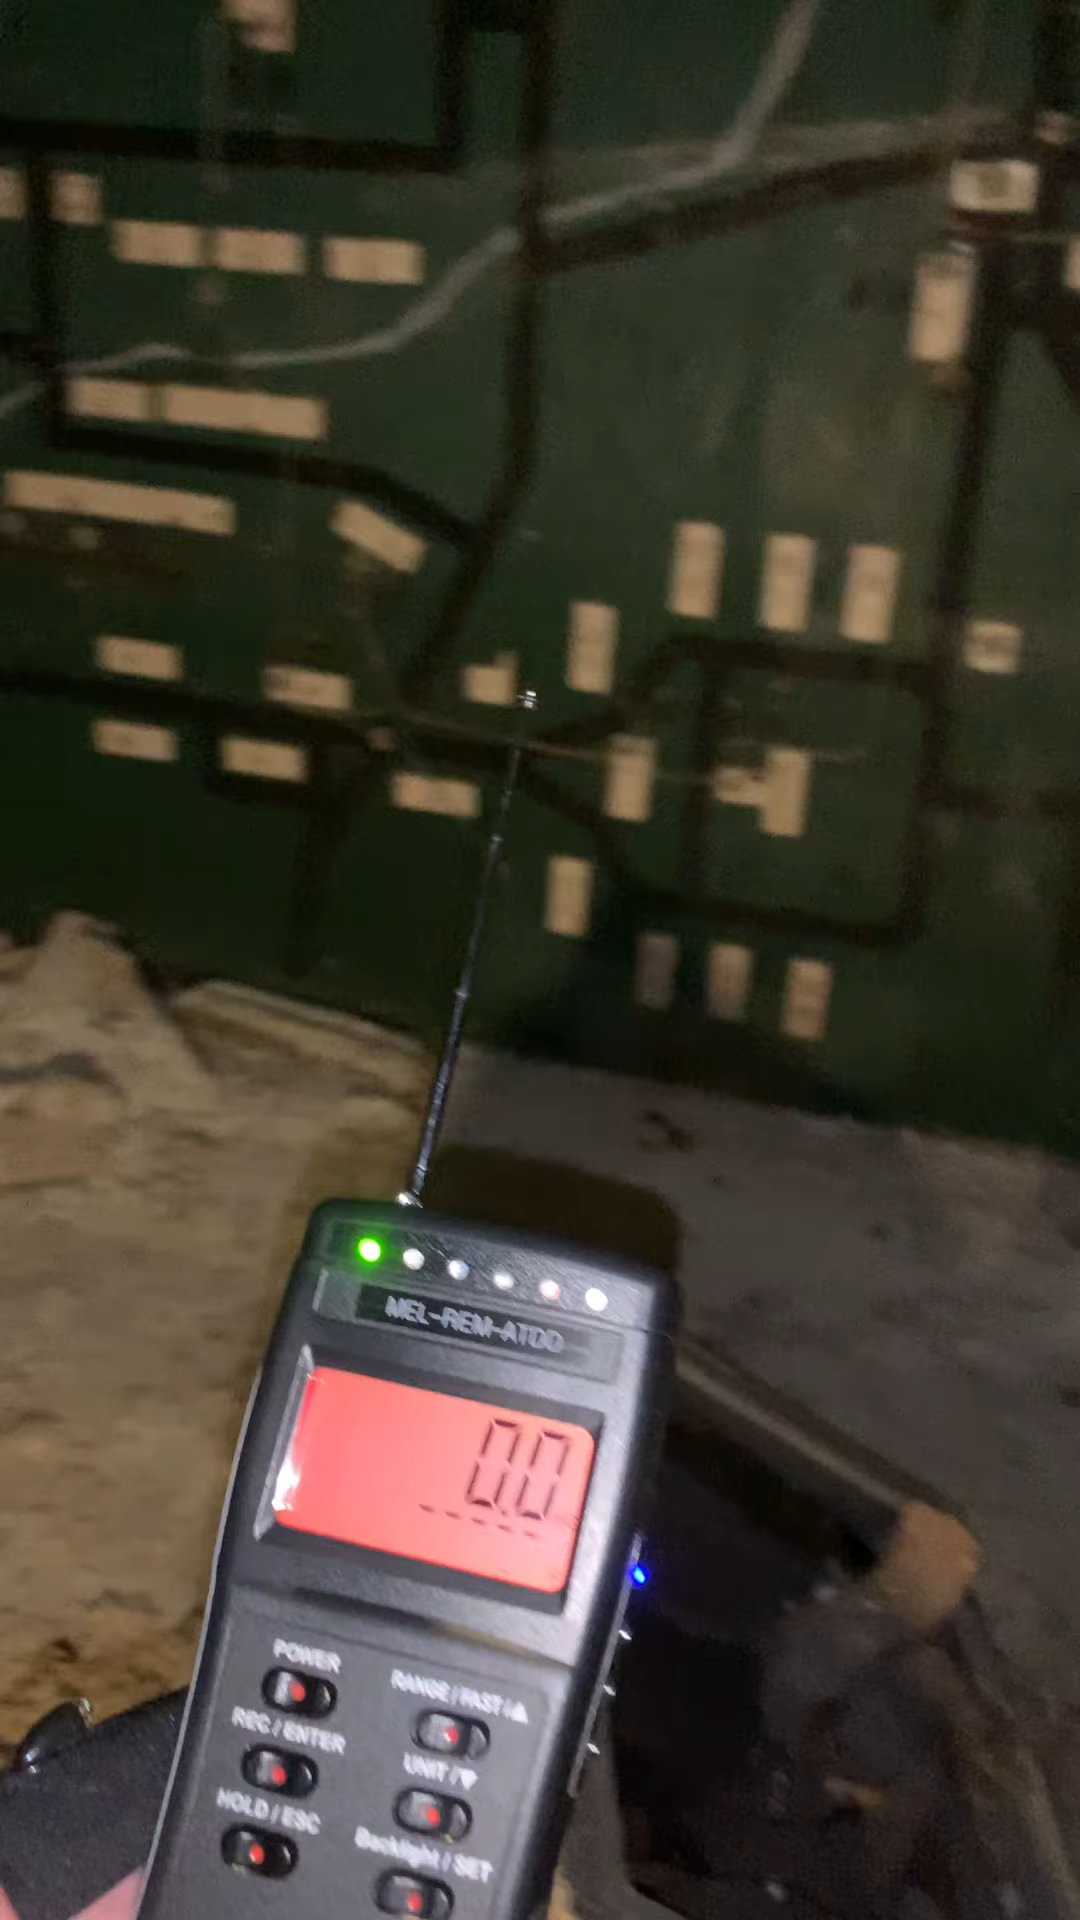 MEL-REM-ATDD
0.0
POWER
RANGE / FAST / ▲
REC / ENTER
UNIT / ▼
HOLD / ESC
Backlight / SET